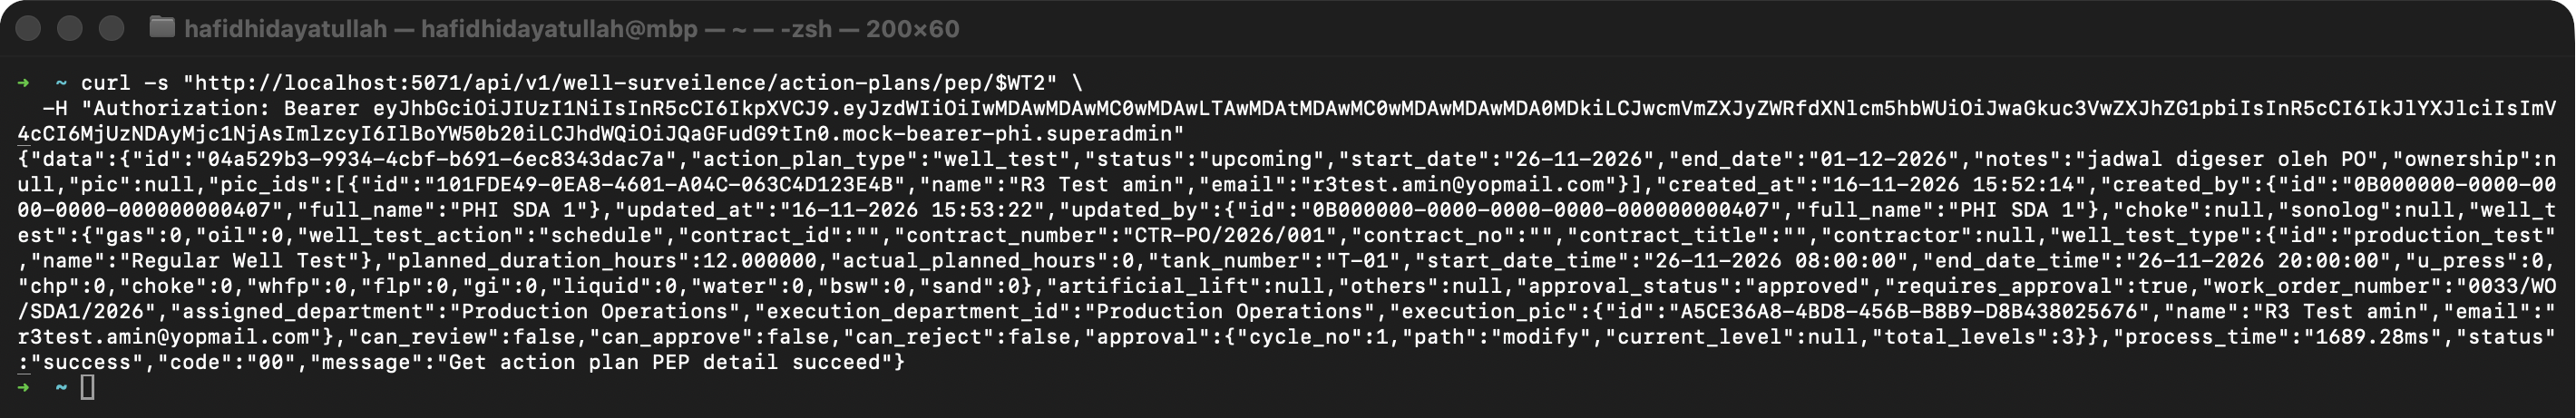 hafidhidayatullah — hafidhidayatullah@mbp — ~ — -zsh — 200×60
➜  ~ curl -s "http://localhost:5071/api/v1/well-surveilence/action-plans/pep/$WT2" \
  -H "Authorization: Bearer eyJhbGciOiJIUzI1NiIsInR5cCI6IkpXVCJ9.eyJzdWIiOiIwMDAwMDAwMC0wMDAwLTAwMDAtMDAwMC0wMDAwMDAwMDA0MDkiLCJwcmVmZXJyZWRfdXNlcm5hbWUiOiJwaGkuc3VwZXJhZG1pbiIsInR5cCI6IkJlYXJlciIsImV
4cCI6MjUzNDAyMjc1NjAsImlzcyI6IlBoYW50b20iLCJhdWQiOiJQaGFudG9tIn0.mock-bearer-phi.superadmin"
{"data":{"id":"04a529b3-9934-4cbf-b691-6ec8343dac7a","action_plan_type":"well_test","status":"upcoming","start_date":"26-11-2026","end_date":"01-12-2026","notes":"jadwal digeser oleh PO","ownership":n
ull,"pic":null,"pic_ids":[{"id":"101FDE49-0EA8-4601-A04C-063C4D123E4B","name":"R3 Test amin","email":"r3test.amin@yopmail.com"}],"created_at":"16-11-2026 15:52:14","created_by":{"id":"0B000000-0000-00
00-0000-000000000407","full_name":"PHI SDA 1"},"updated_at":"16-11-2026 15:53:22","updated_by":{"id":"0B000000-0000-0000-0000-000000000407","full_name":"PHI SDA 1"},"choke":null,"sonolog":null,"well_t
est":{"gas":0,"oil":0,"well_test_action":"schedule","contract_id":"","contract_number":"CTR-PO/2026/001","contract_no":"","contract_title":"","contractor":null,"well_test_type":{"id":"production_test"
,"name":"Regular Well Test"},"planned_duration_hours":12.000000,"actual_planned_hours":0,"tank_number":"T-01","start_date_time":"26-11-2026 08:00:00","end_date_time":"26-11-2026 20:00:00","u_press":0,
"chp":0,"choke":0,"whfp":0,"flp":0,"gi":0,"liquid":0,"water":0,"bsw":0,"sand":0},"artificial_lift":null,"others":null,"approval_status":"approved","requires_approval":true,"work_order_number":"0033/WO
/SDA1/2026","assigned_department":"Production Operations","execution_department_id":"Production Operations","execution_pic":{"id":"A5CE36A8-4BD8-456B-B8B9-D8B438025676","name":"R3 Test amin","email":"
r3test.amin@yopmail.com"},"can_review":false,"can_approve":false,"can_reject":false,"approval":{"cycle_no":1,"path":"modify","current_level":null,"total_levels":3}},"process_time":"1689.28ms","status"
:"success","code":"00","message":"Get action plan PEP detail succeed"}
➜  ~